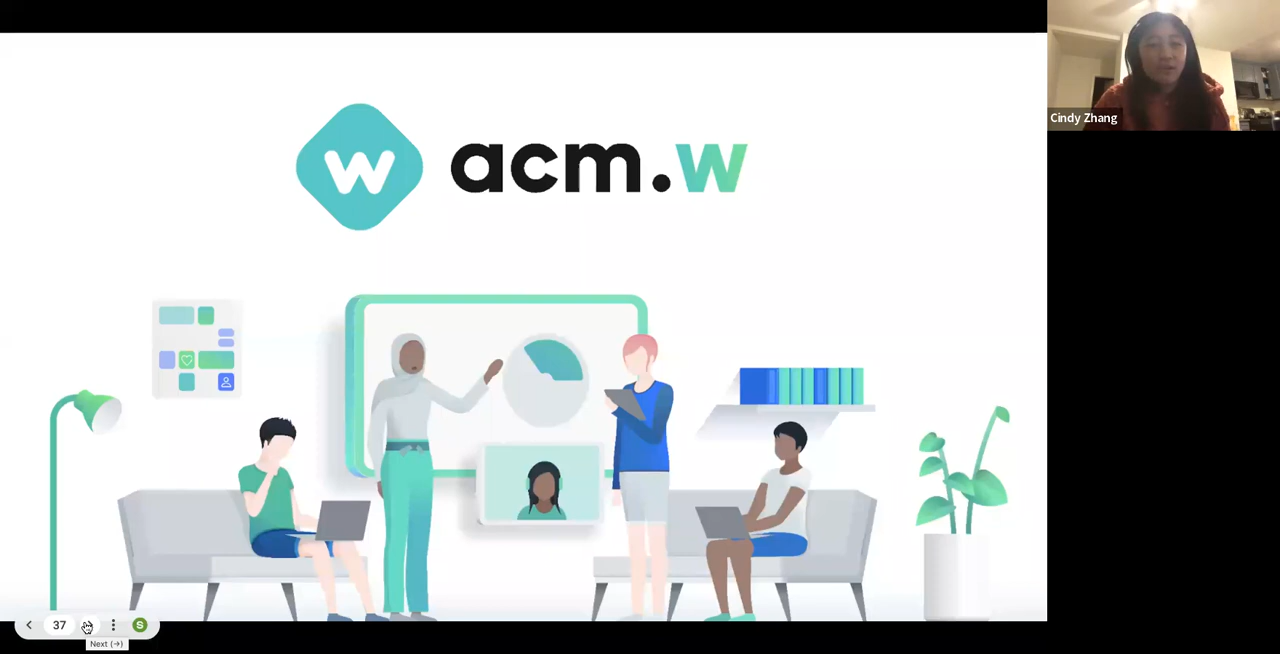 w acm.w
Cindy Zhang
37
S
Next (→)